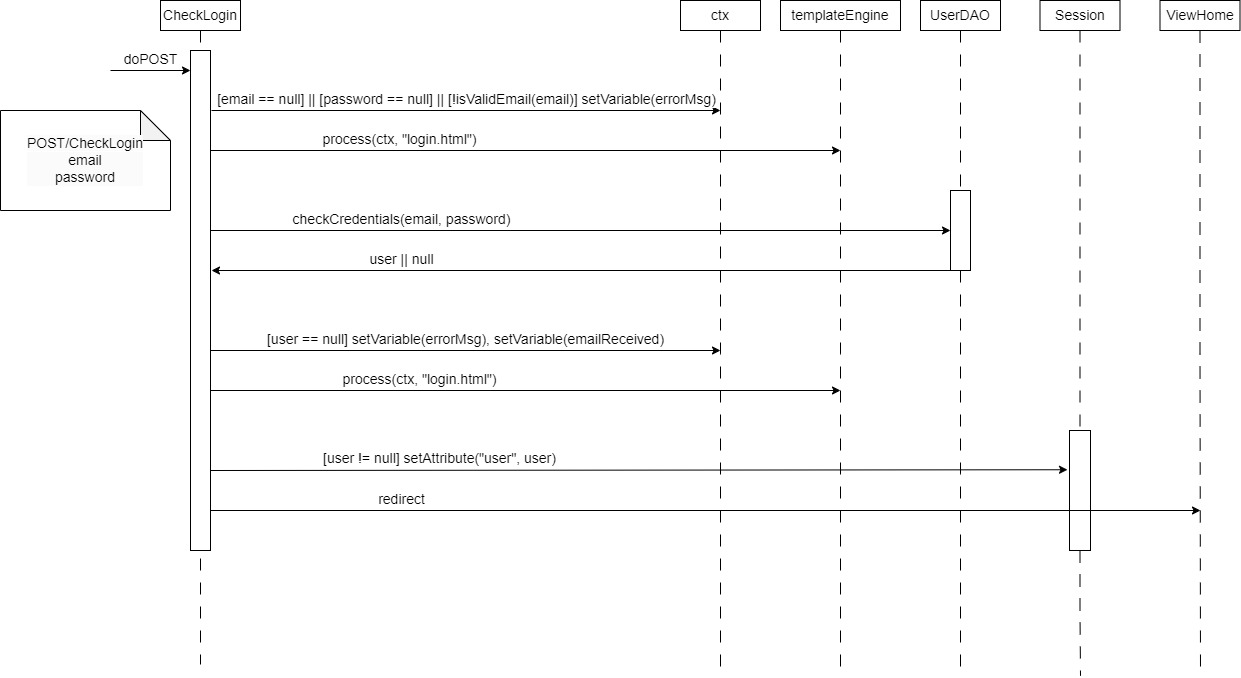 CheckLogin
ctx
templateEngine
UserDAO
Session
ViewHome
doPOST
[email == null] || [password == null] || [!isValidEmail(email)] setVariable(errorMsg)
POST/CheckLogin
email
password
process(ctx, "login.html")
checkCredentials(email, password)
user || null
[user == null] setVariable(errorMsg), setVariable(emailReceived)
process(ctx, "login.html")
[user != null] setAttribute("user", user)
redirect